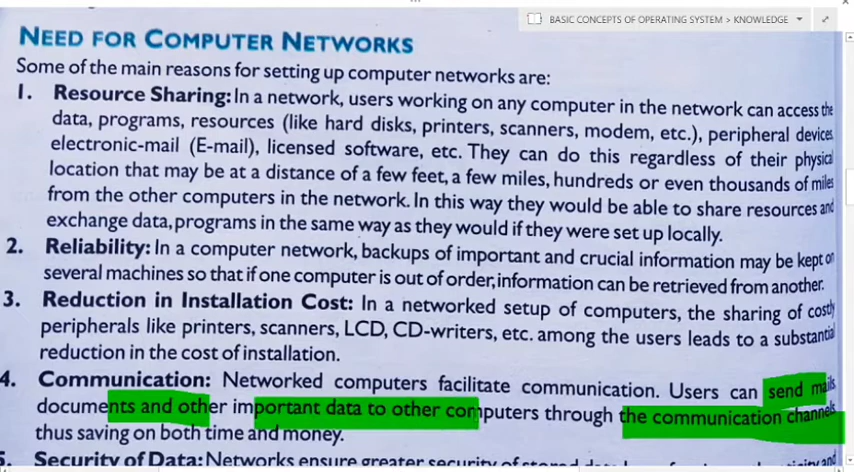 BASIC CONCEPTS OF OPERATING SYSTEM > KNOWLEDGE
NEED FOR COMPUTER NETWORKS
Some of the main reasons for setting up computer networks are:
1. Resource Sharing: In a network, users working on any computer in the network can access the
data, programs, resources (like hard disks, printers, scanners, modem, etc.), peripheral devices
electronic-mail (E-mail), licensed software, etc. They can do this regardless of their physical
location that may be at a distance of a few feet, a few miles, hundreds or even thousands of miles
from the other computers in the network. In this way they would be able to share resources and
exchange data, programs in the same way as they would if they were set up locally.
2. Reliability: In a computer network, backups of important and crucial information may be kept on
several machines so that if one computer is out of order, information can be retrieved from another.
3. Reduction in Installation Cost: In a networked setup of computers, the sharing of costly
peripherals like printers, scanners, LCD, CD-writers, etc. among the users leads to a substantial
reduction in the cost of installation.
4. Communication: Networked computers facilitate communication. Users can send mails
documents and other important data to other computers through the communication channels
thus saving on both time and money.
5. Security of Data: Networks ensure greater security of stored